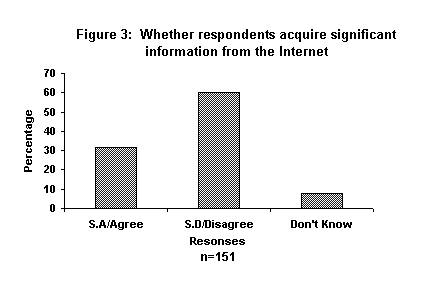 Figure 3:  Whether respondents acquire significant
information from the Internet
70
60
50
40
30
20
10
0
Percentage
S.A/Agree
S.D/Disagree
Don't Know
Resonses
n=151